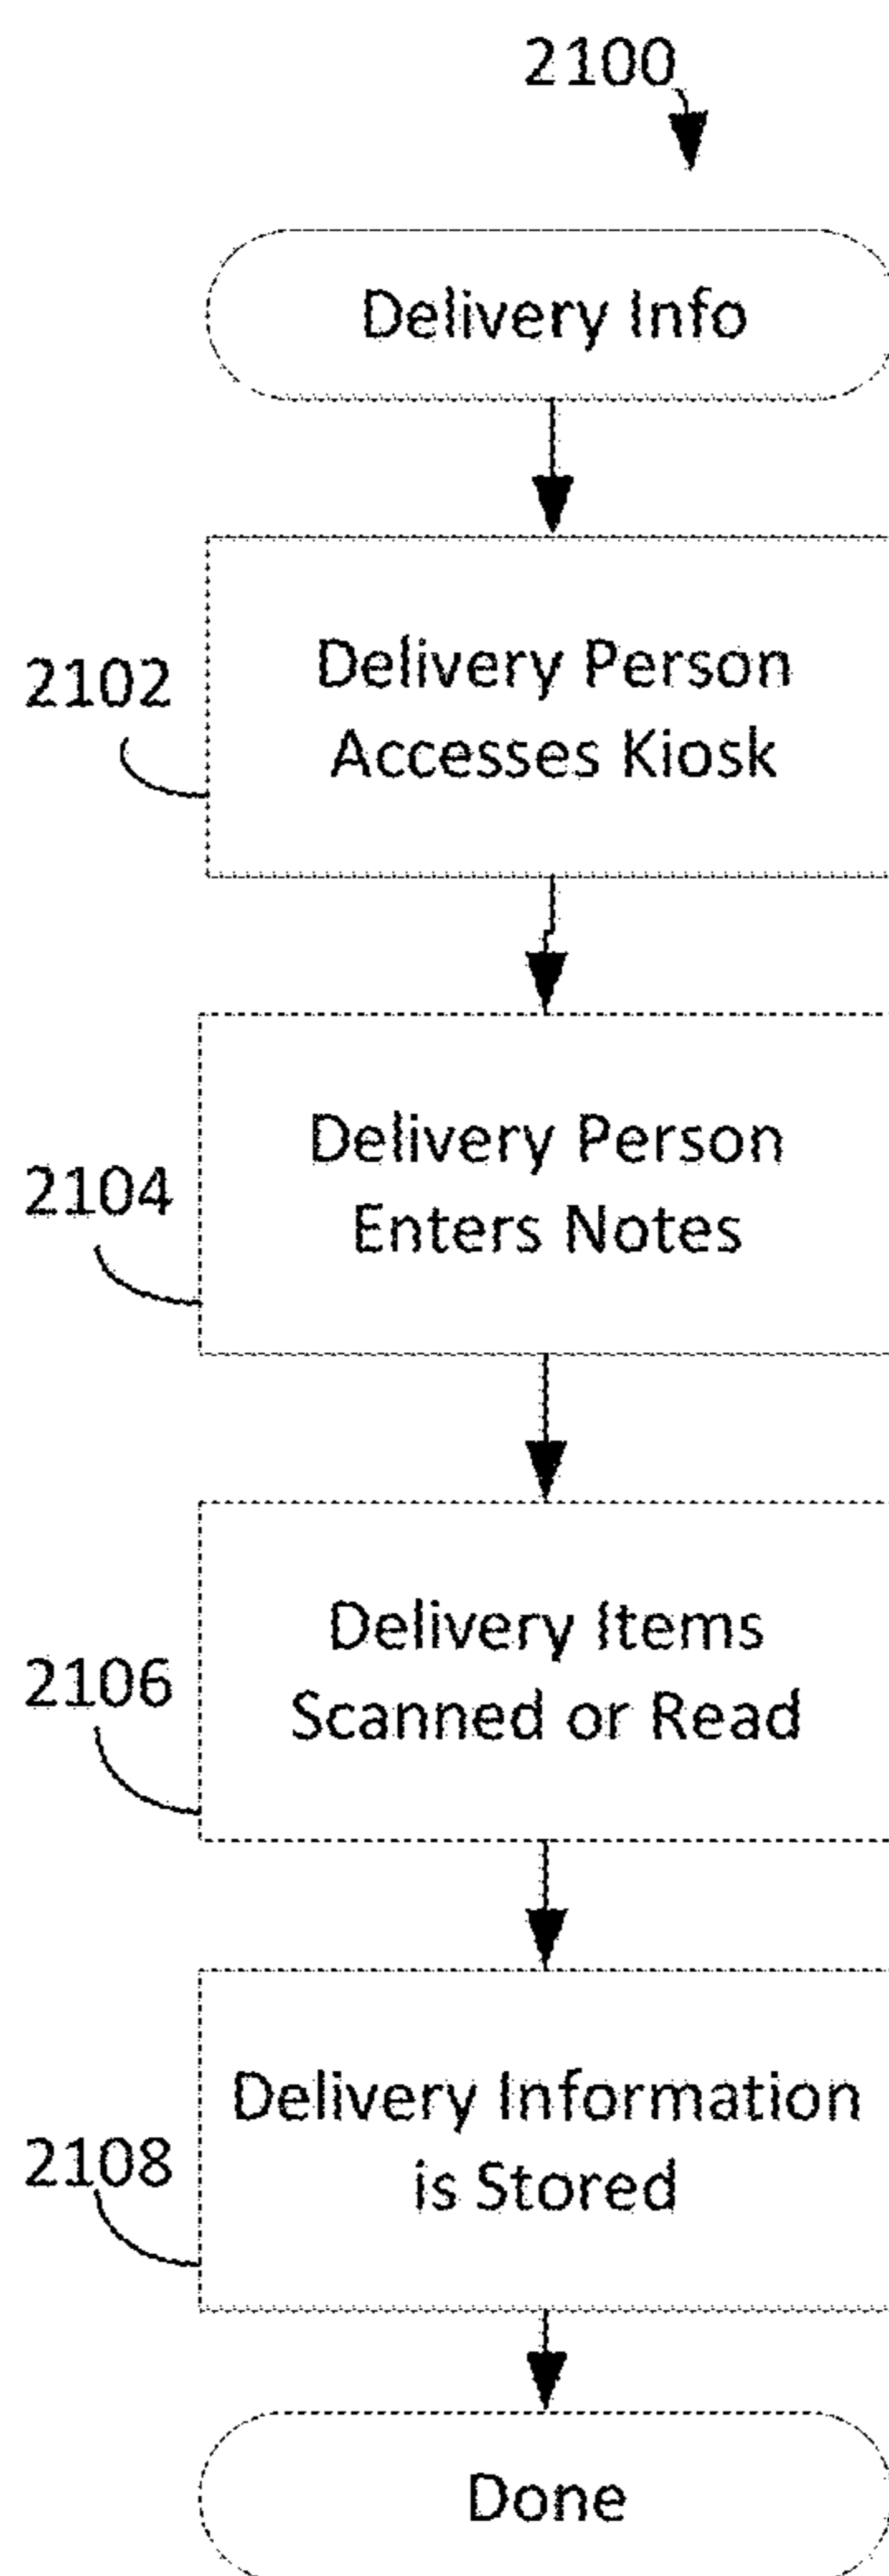 2100
Delivery Info
2102
Delivery Person
Accesses Kiosk
2104
Delivery Person
Enters Notes
2106
Delivery Items
Scanned or Read
2108
Delivery Information
is Stored
Done